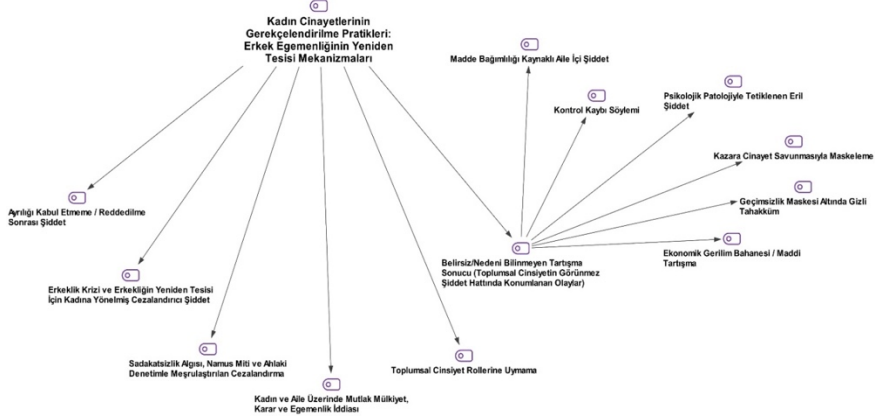 Kadın Cinayetlerinin
Gerekçelendirilme Pratikleri:
Erkek Egemenliğinin Yeniden
Tesisi Mekanizmaları
Madde Bağımlılığı Kaynaklı Aile İçi Şiddet
Kontrol Kaybı Söylemi
Psikolojik Patolojiyle Tetiklenen Eril
Şiddet
Kazara Cinayet Savunmasıyla Maskeleme
Geçimsizlik Maskesi Altında Gizli
Tahakküm
Ekonomik Gerilim Bahanesi / Maddi
Tartışma
Belirsiz/Nedeni Bilinmeyen Tartışma
Sonucu (Toplumsal Cinsiyetin Görünmez
Şiddet Hattında Konumlanan Olaylar)
Ayrılığı Kabul Etmeme / Reddedilme
Sonrası Şiddet
Erkeklik Krizi ve Erkekliğin Yeniden Tesisi
İçin Kadına Yönelmiş Cezalandırıcı Şiddet
Sadakatsizlik Algısı, Namus Miti ve Ahlaki
Denetimle Meşrulaştırılan Cezalandırma
Kadın ve Aile Üzerinde Mutlak Mülkiyet,
Karar ve Egemenlik İddiası
Toplumsal Cinsiyet Rollerine Uymama